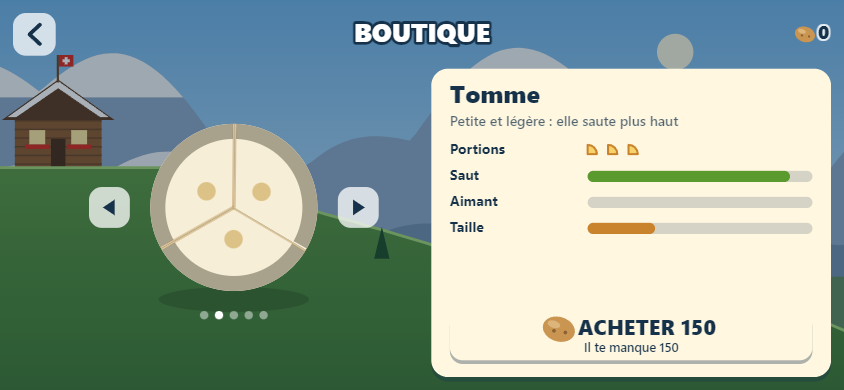 BOUTIQUE
0
Tomme
Petite et légère : elle saute plus haut
Portions
Saut
Aimant
Taille
ACHETER 150
Il te manque 150